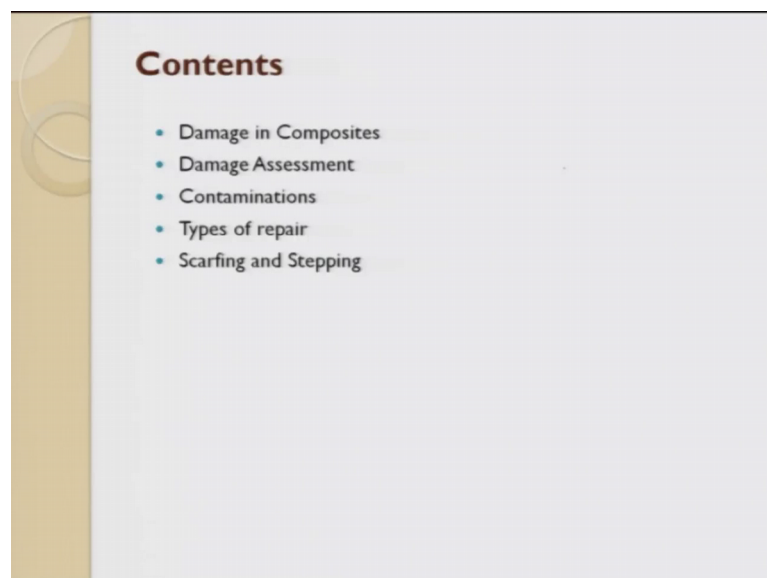 Contents
• Damage in Composites
• Damage Assessment
• Contaminations
• Types of repair
• Scarfing and Stepping